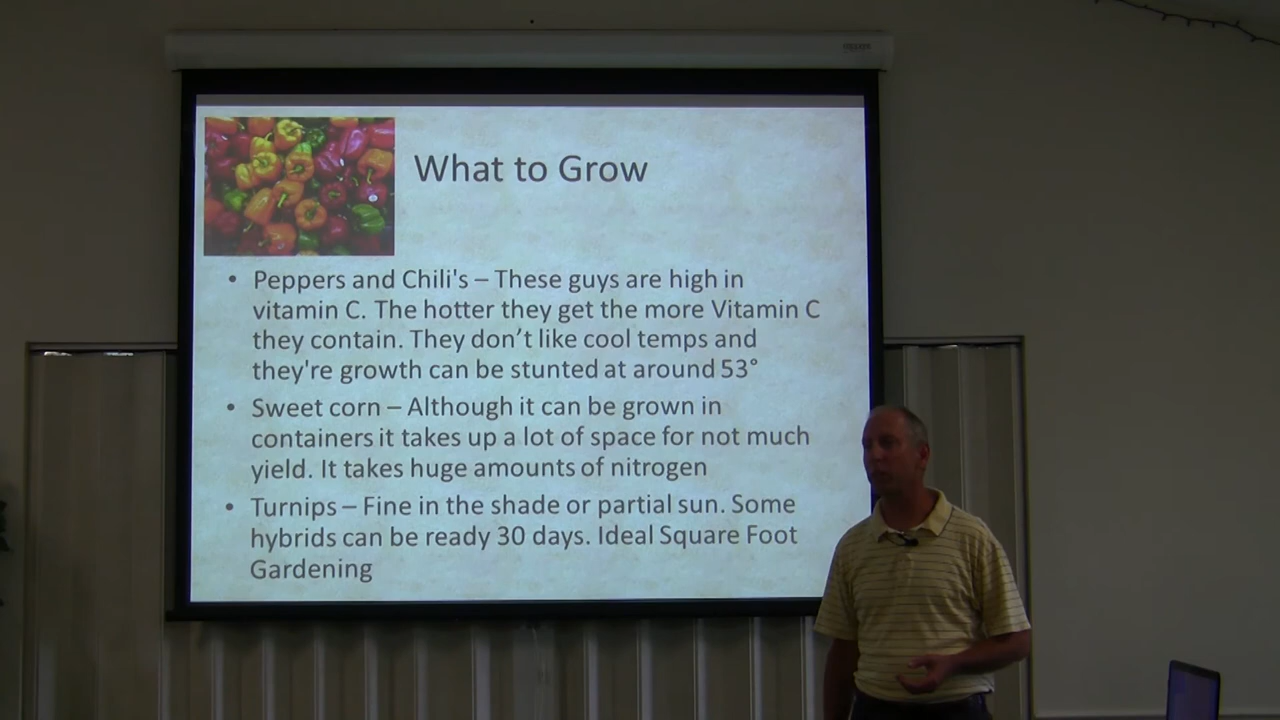 What to Grow
• Peppers and Chili's – These guys are high in
vitamin C. The hotter they get the more Vitamin C
they contain. They don’t like cool temps and
they're growth can be stunted at around 53°
• Sweet corn – Although it can be grown in
containers it takes up a lot of space for not much
yield. It takes huge amounts of nitrogen
• Turnips – Fine in the shade or partial sun. Some
hybrids can be ready 30 days. Ideal Square Foot
Gardening